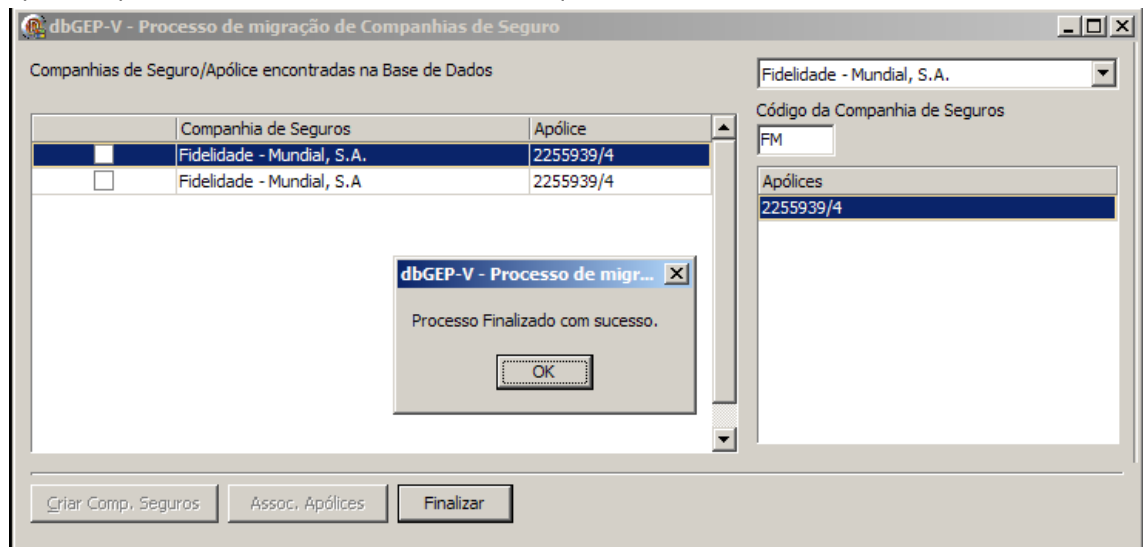 dbGEP-V - Processo de migração de Companhias de Seguro
Companhias de Seguro/Apólice encontradas na Base de Dados
Fidelidade - Mundial, S.A.
Código da Companhia de Seguros
FM
Companhia de Seguros Apólice
Fidelidade - Mundial, S.A. 2255939/4
Fidelidade - Mundial, S.A 2255939/4
Apólices
2255939/4
dbGEP-V - Processo de migr...
Processo Finalizado com sucesso.
OK
Criar Comp. Seguros Assoc. Apólices Finalizar